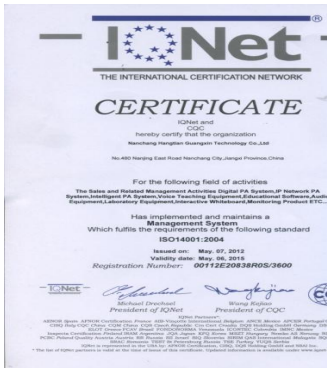 IQNet®
THE INTERNATIONAL CERTIFICATION NETWORK
CERTIFICATE
IQNet and
CQC
hereby certify that the organization
Nanchang Hangtian Guangxin Technology Co.,Ltd
No.480 Nanjing East Road Nanchang City,Jiangxi Province,China
For the following field of activities
The Sales and Related Management Activities Digital PA System,IP Network PA
System,Intelligent PA System,Voice Teaching Equipment,Educational Software,Audio
Equipment,Laboratory Equipment,Interactive Whiteboard,Monitoring Product ETC.
Has implemented and maintains a
Management System
Which fulfils the requirements of the following standard
ISO14001:2004
Issued on: May, 07, 2012
Validity date: May, 06, 2015
Registration Number: 00112E20838R0S/3600
IQNet
Michael Drechsel
President of IQNet
Wang Kejiao
President of CQC
IQNet Partners*: